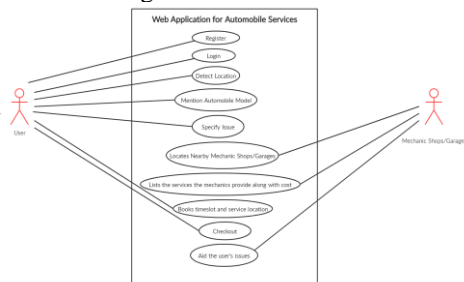 Web Application for Automobile Services
Register
Login
Detect Location
Mention Automobile Model
User
Specify Issue
Mechanic Shops/Garage
Locates Nearby Mechanic Shops/Garages
Lists the services the mechanics provide along with cost
Books timeslot and service location
Checkout
Aid the user's issues